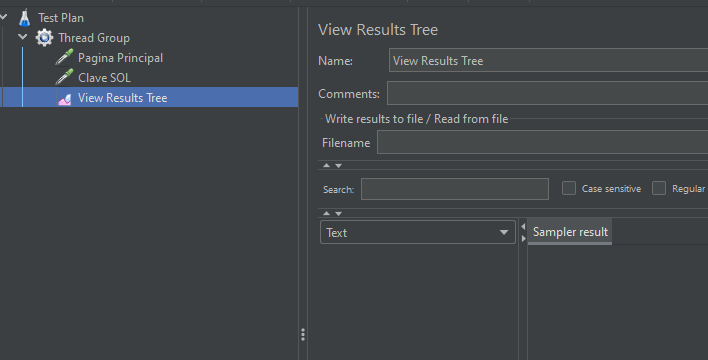 Test Plan
Thread Group
Pagina Principal
Clave SOL
View Results Tree
View Results Tree
Name: View Results Tree
Comments:
Write results to file / Read from file
Filename
Search: Case sensitive Regular
Text Sampler result